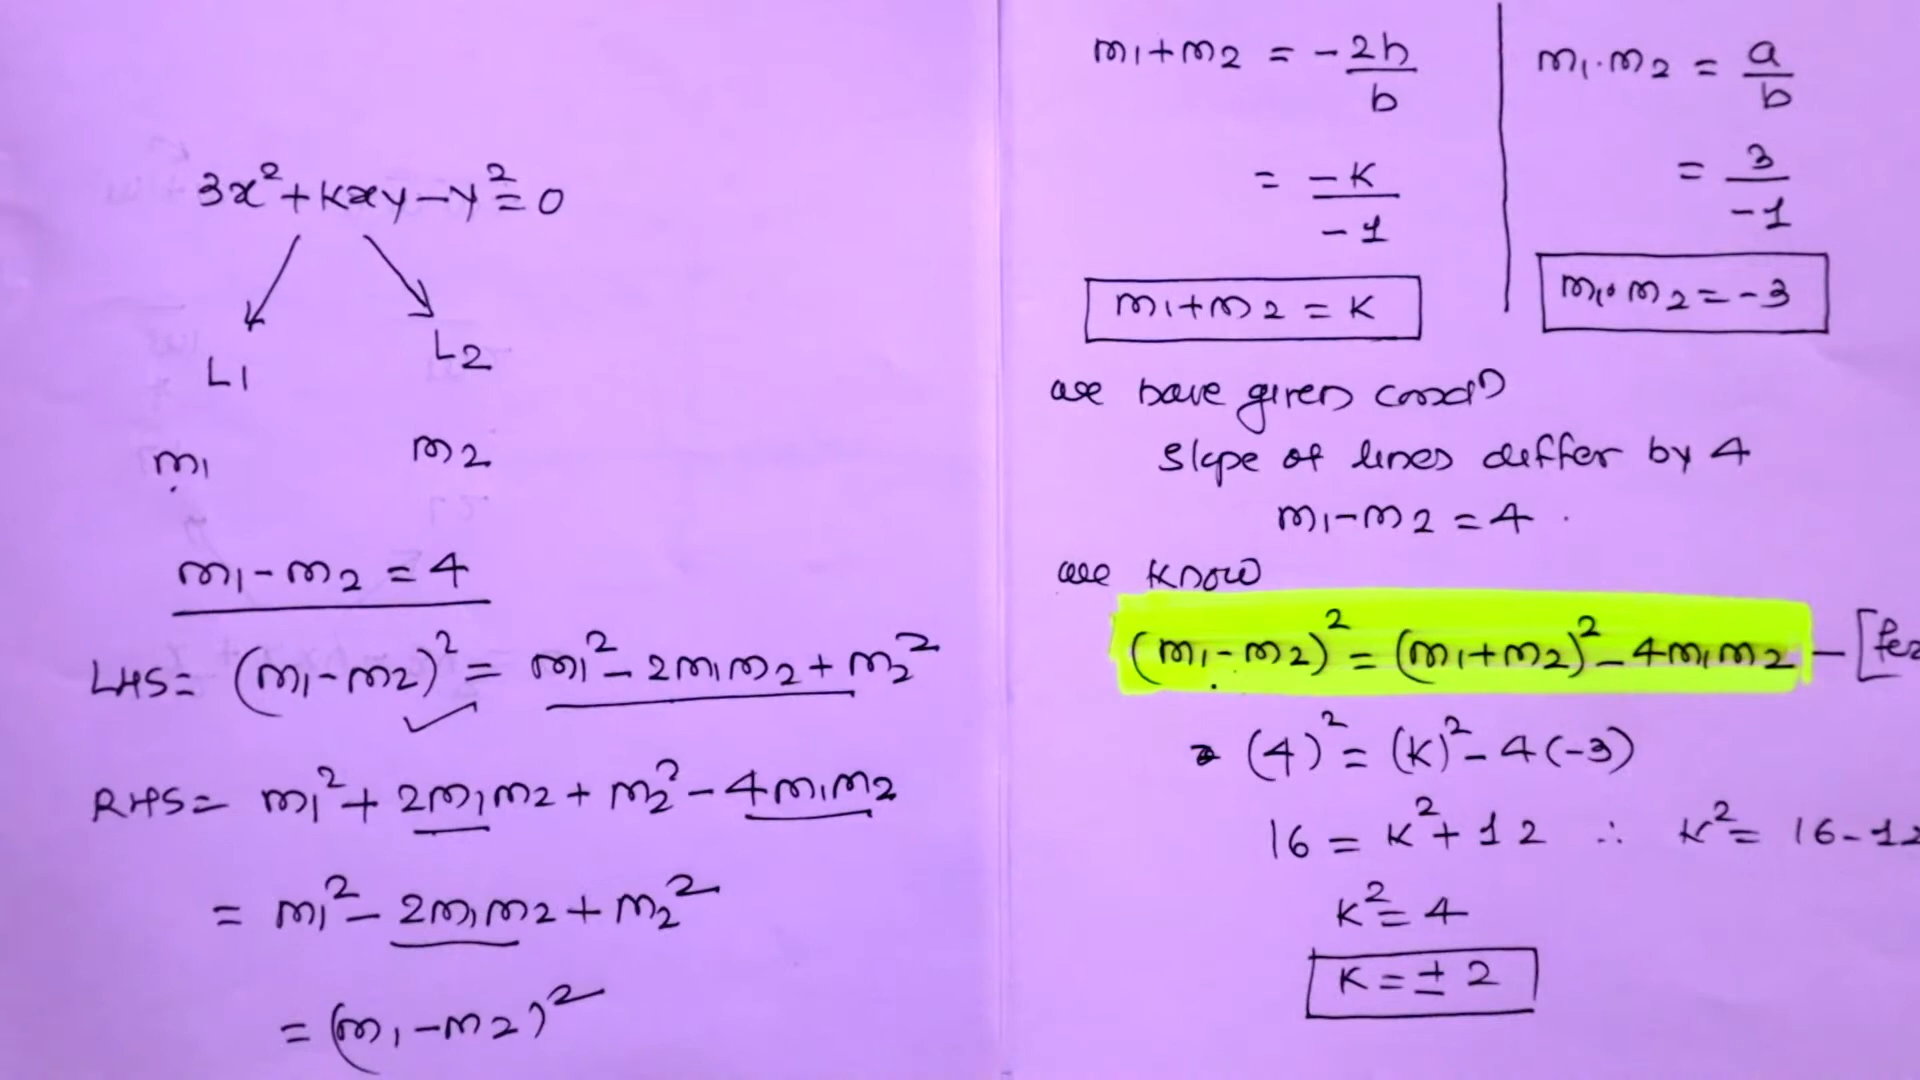 3x²+kxy-y²=0
L1 L2
m1 m2
m1-m2=4
LHS= (m1-m2)²= m1²-2m1m2+m2²
RHS= m1²+2m1m2+m2²-4m1m2
= m1²-2m1m2+m2²
=(m1-m2)²
m1+m2 = -2h/b
= -k/-1
m1+m2=k
m1.m2 = a/b
= 3/-1
m1.m2=-3
we have given condn
slope of lines differ by 4
m1-m2=4
we know
(m1-m2)²=(m1+m2)²-4m1m2 -
(4)²=(k)²-4(-3)
16=k²+12 ∴ k²=16-12
k²=4
k=±2